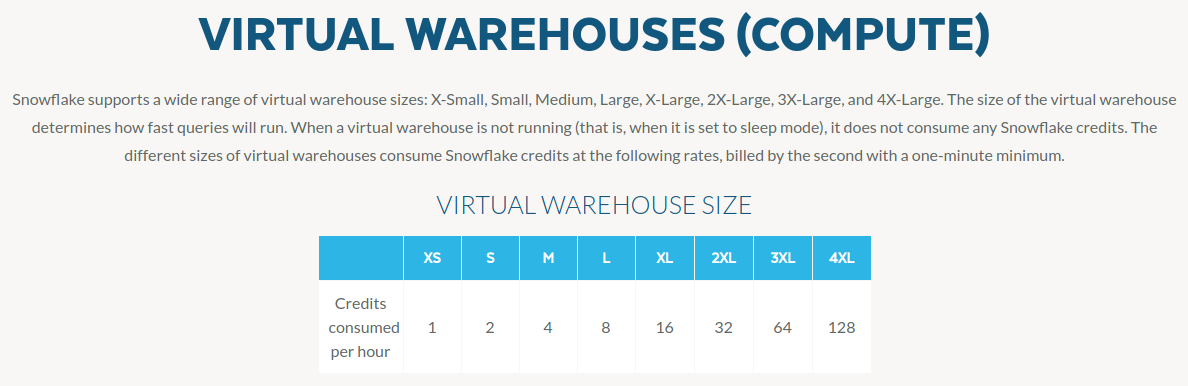 VIRTUAL WAREHOUSES (COMPUTE)
Snowflake supports a wide range of virtual warehouse sizes: X-Small, Small, Medium, Large, X-Large, 2X-Large, 3X-Large, and 4X-Large. The size of the virtual warehouse
determines how fast queries will run. When a virtual warehouse is not running (that is, when it is set to sleep mode), it does not consume any Snowflake credits. The
different sizes of virtual warehouses consume Snowflake credits at the following rates, billed by the second with a one-minute minimum.
VIRTUAL WAREHOUSE SIZE
XS S M L XL 2XL 3XL 4XL
Credits
consumed 1 2 4 8 16 32 64 128
per hour